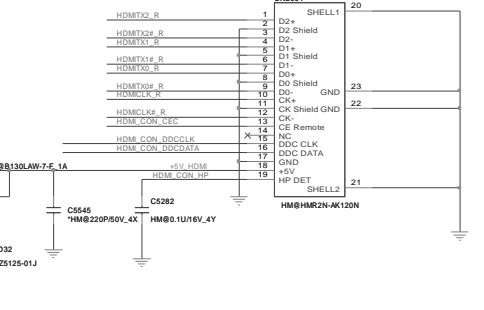 SHELL1 20
HDMITX2_R 1 D2+
2 D2 Shield
HDMITX2#_R 3 D2-
HDMITX1_R 4 D1+
5 D1 Shield
HDMITX1#_R 6 D1-
HDMITX0_R 7 D0+
8 D0 Shield
HDMITX0#_R 9 D0- GND 23
HDMICLK_R 10 CK+
11 CK Shield GND 22
HDMICLK#_R 12 CK-
HDMI_CON_CEC 13 CE Remote
14 NC
HDMI_CON_DDCCLK 15 DDC CLK
HDMI_CON_DDCDATA 16 DDC DATA
17 GND
@B130LAW-7-F_1A +5V_HDMI 18 +5V
HDMI_CON_HP 19 HP DET
SHELL2 21
HM@HMR2N-AK120N
C5545
*HM@220P/50V_4X
C5282
HM@0.1U/16V_4Y
Z5125-01J